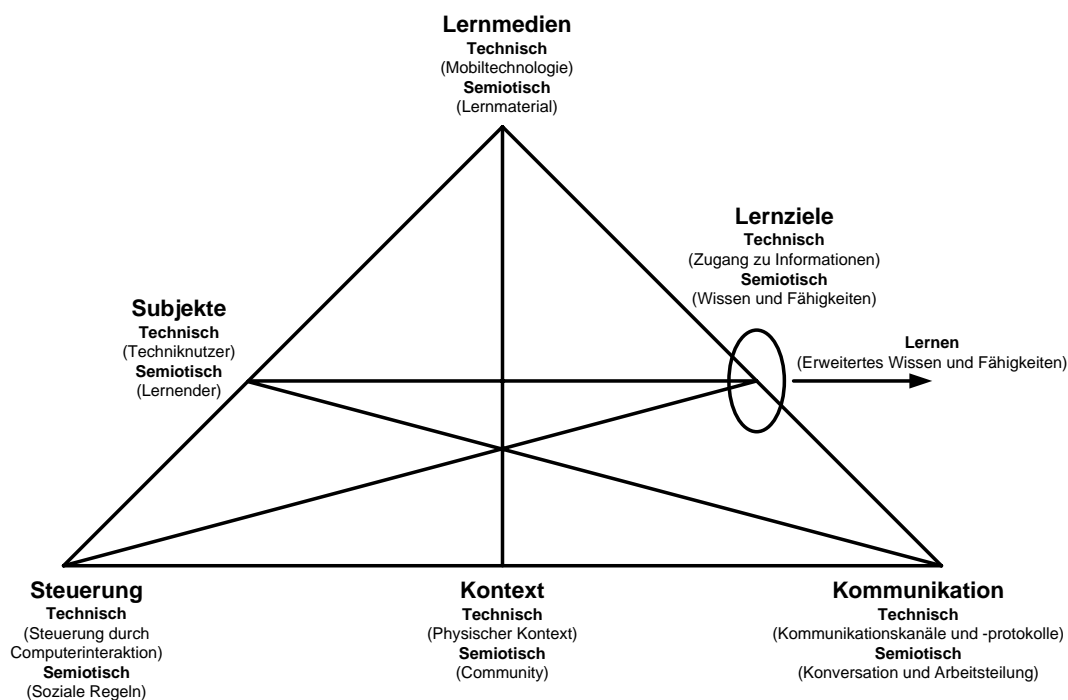 Lernmedien
Technisch
(Mobiltechnologie)
Semiotisch
(Lernmaterial)
Lernziele
Technisch
(Zugang zu Informationen)
Semiotisch
(Wissen und Fähigkeiten)
Subjekte
Technisch
(Techniknutzer)
Semiotisch
(Lernender)
Lernen
(Erweitertes Wissen und Fähigkeiten)
Steuerung
Technisch
(Steuerung durch
Computerinteraktion)
Semiotisch
(Soziale Regeln)
Kontext
Technisch
(Physischer Kontext)
Semiotisch
(Community)
Kommunikation
Technisch
(Kommunikationskanäle und -protokolle)
Semiotisch
(Konversation und Arbeitsteilung)